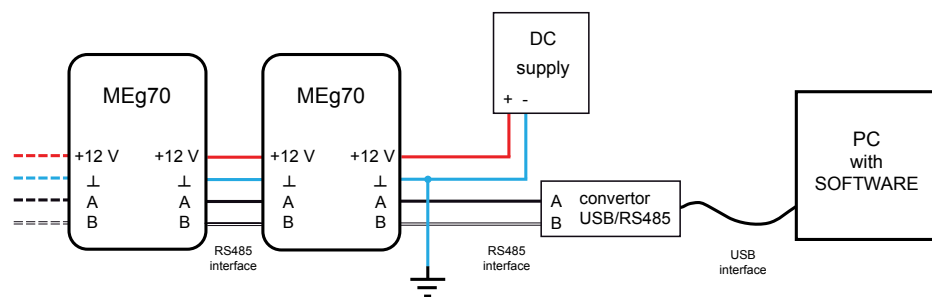 MEg70
+12 V +12 V
⊥ ⊥
A A
B B
MEg70
+12 V +12 V
⊥ ⊥
A A
B B
DC
supply
+ -
A
B
convertor
USB/RS485
PC
with
SOFTWARE
RS485
interface
RS485
interface
USB
interface